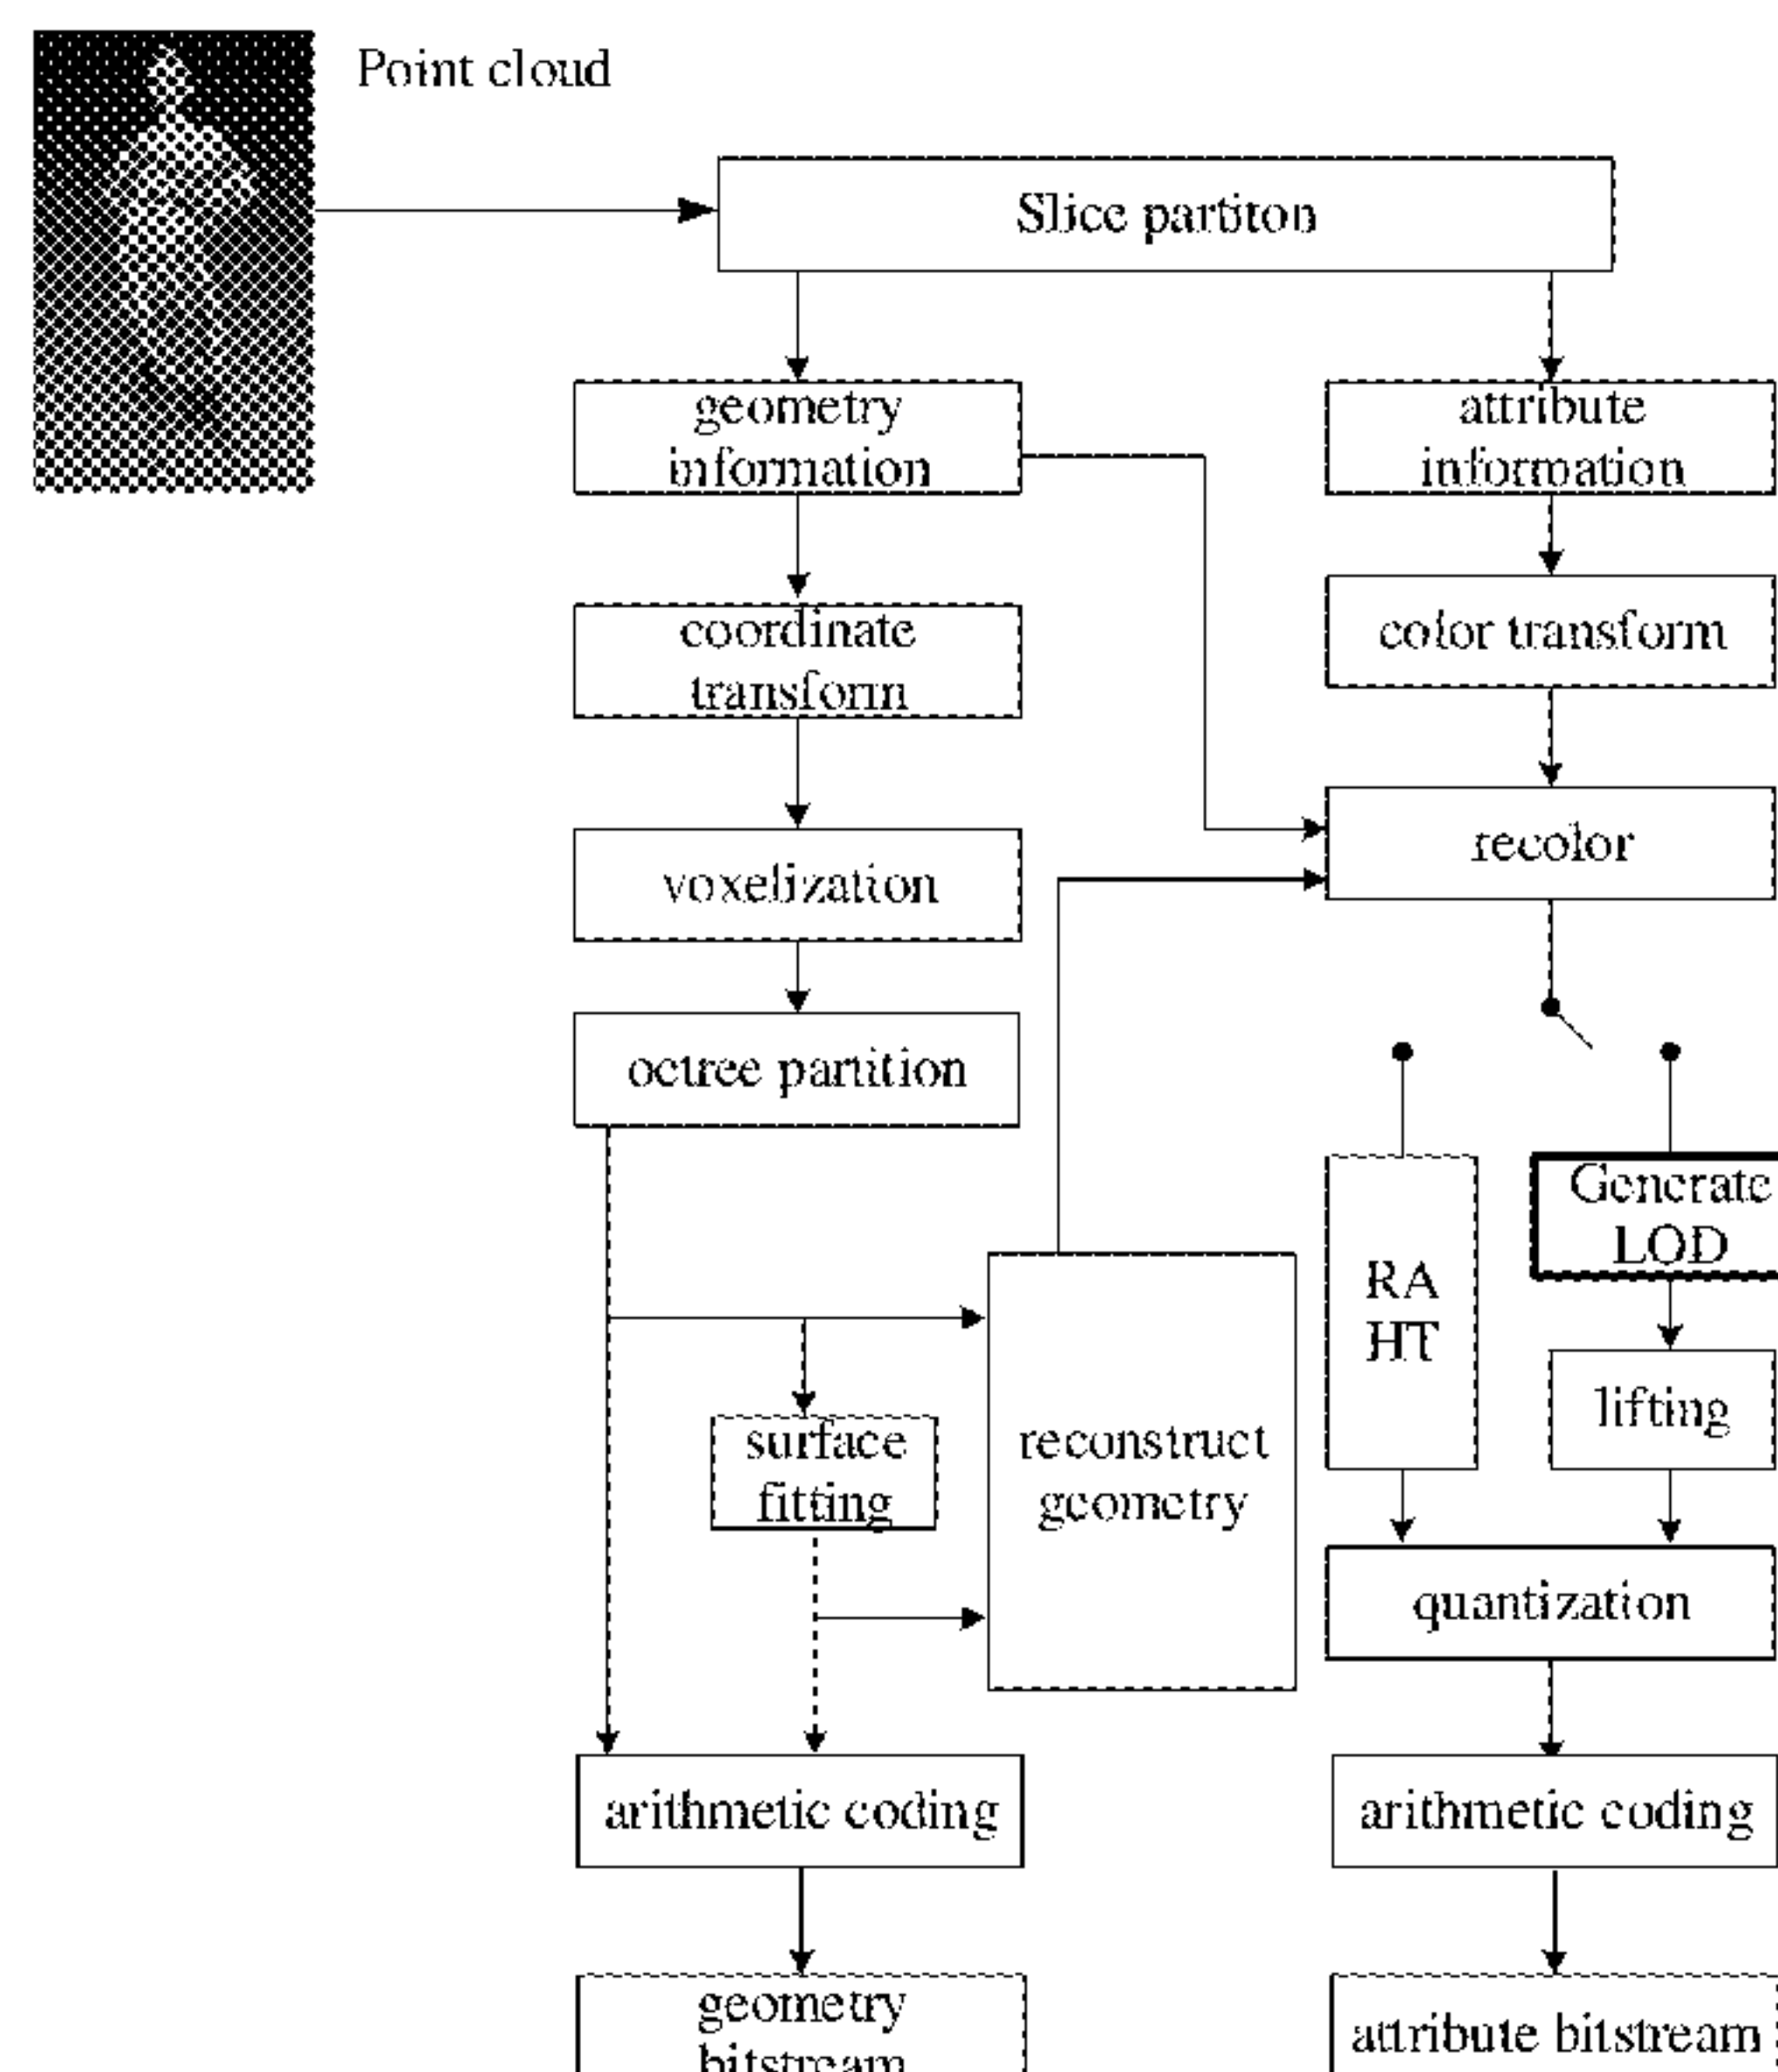 Point cloud
Slice partiton
geometry
information
attribute
information
coordinate
transform
color transform
voxelization
recolor
octree partition
Generate
LOD
RA
HT
lifting
surface
fitting
reconstruct
geometry
quantization
arithmetic coding
arithmetic coding
geometry
bitstream
attribute bitstream